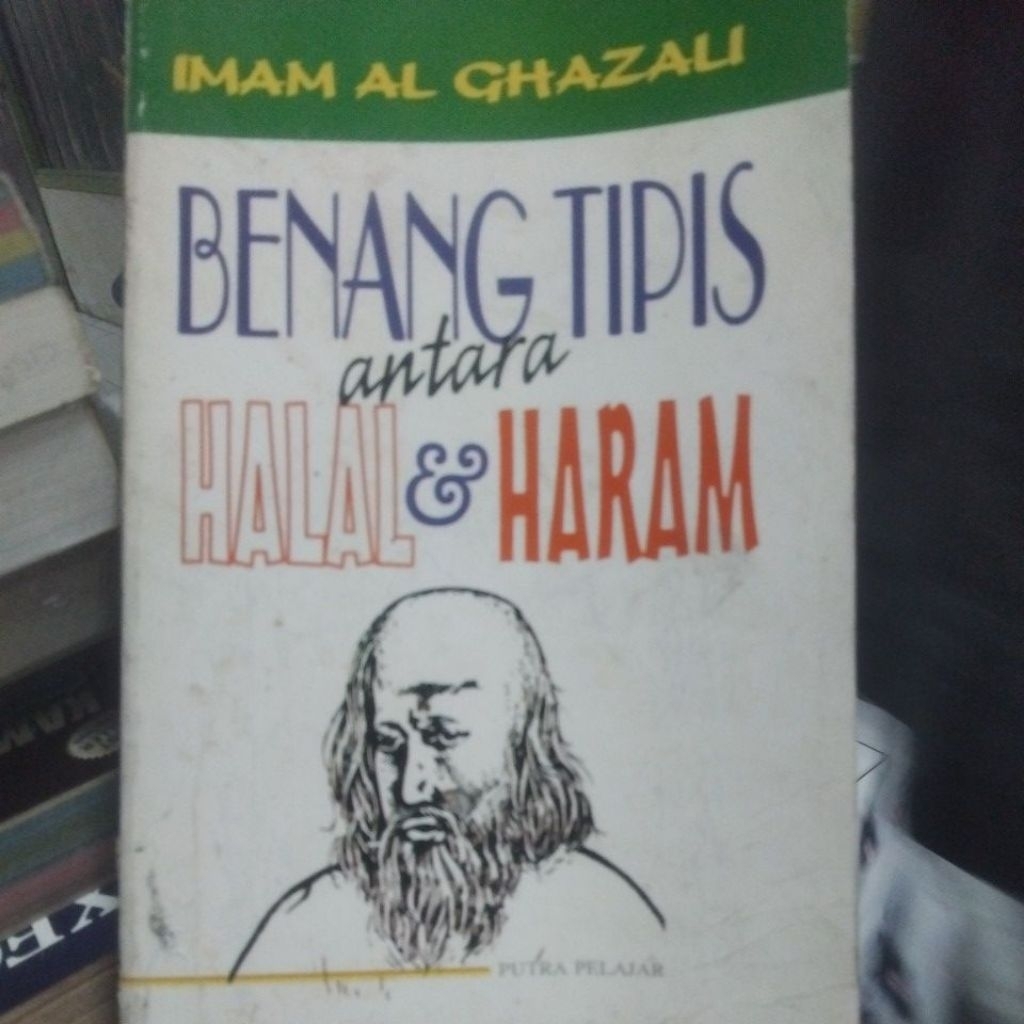 IMAM AL GHAZALI
BENANG TIPIS
antara
HALAL & HARAM
PUTRA PELAJAR